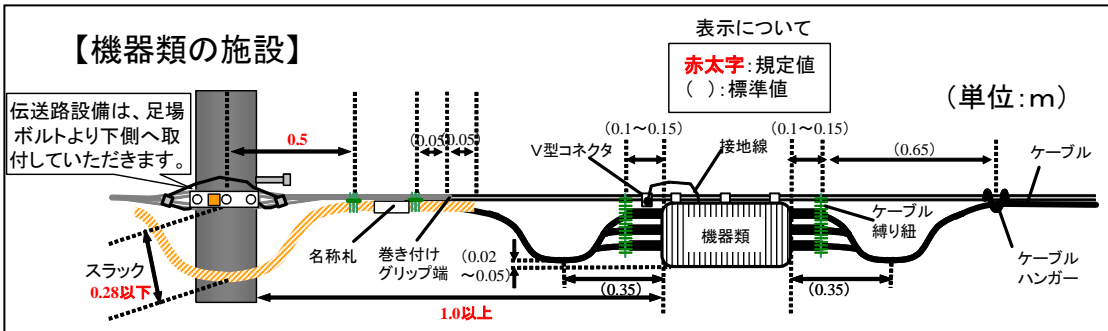 【機器類の施設】
表示について
赤太字：規定値
（ ）：標準値
（単位：m）
伝送路設備は、足場
ボルトより下側へ取
付していただきます。
0.5
(0.05)
(0.05)
(0.1～0.15)
V型コネクタ
接地線
(0.1～0.15)
(0.65)
ケーブル
スラック
0.28以下
名称札
巻き付け
グリップ端
(0.02
～0.05)
機器類
ケーブル
縛り紐
ケーブル
ハンガー
(0.35)
(0.35)
1.0以上